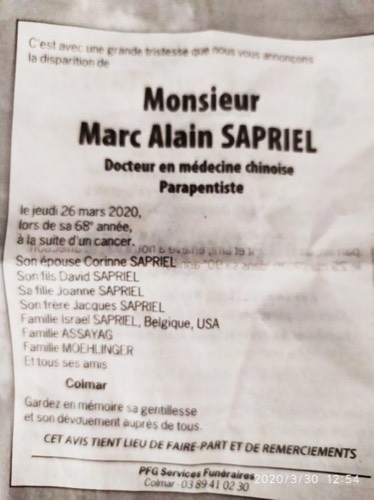 C'est avec une grande tristesse que nous vous annonçons
la disparition de
Monsieur
Marc Alain SAPRIEL
Docteur en médecine chinoise
Parapentiste
le jeudi 26 mars 2020,
lors de sa 68e année,
à la suite d'un cancer.
Son épouse Corinne SAPRIEL
Son fils David SAPRIEL
Sa fille Joanne SAPRIEL
Son frère Jacques SAPRIEL
Famille Israel SAPRIEL, Belgique, USA
Famille ASSAYAG
Famille MOEHLINGER
Et tous ses amis
Colmar
Gardez en mémoire sa gentillesse
et son dévouement auprès de tous.
CET AVIS TIENT LIEU DE FAIRE-PART ET DE REMERCIEMENTS
PFG Services Funéraires
Colmar - 03 89 41 02 30
2020/3/30 12:54